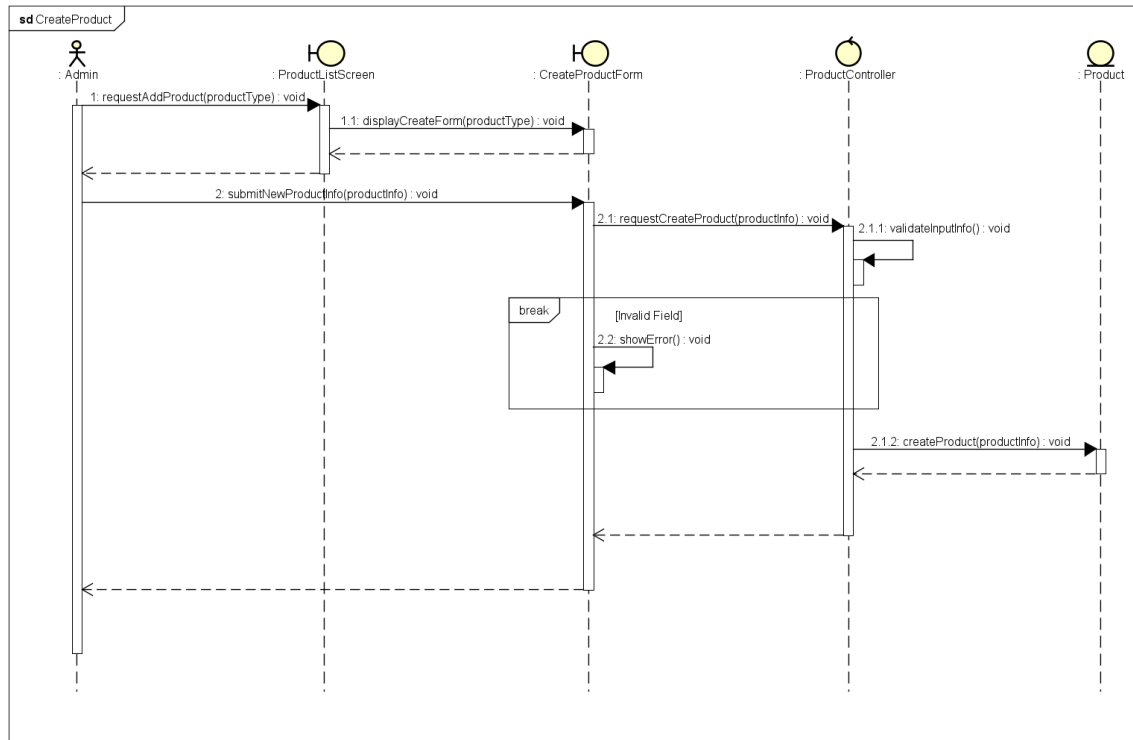 sd CreateProduct
: Admin
: ProductListScreen
: CreateProductForm
: ProductController
: Product
1: requestAddProduct(productType) : void
1.1: displayCreateForm(productType) : void
2: submitNewProductInfo(productInfo) : void
2.1: requestCreateProduct(productInfo) : void
2.1.1: validateInputInfo() : void
break
[Invalid Field]
2.2: showError() : void
2.1.2: createProduct(productInfo) : void